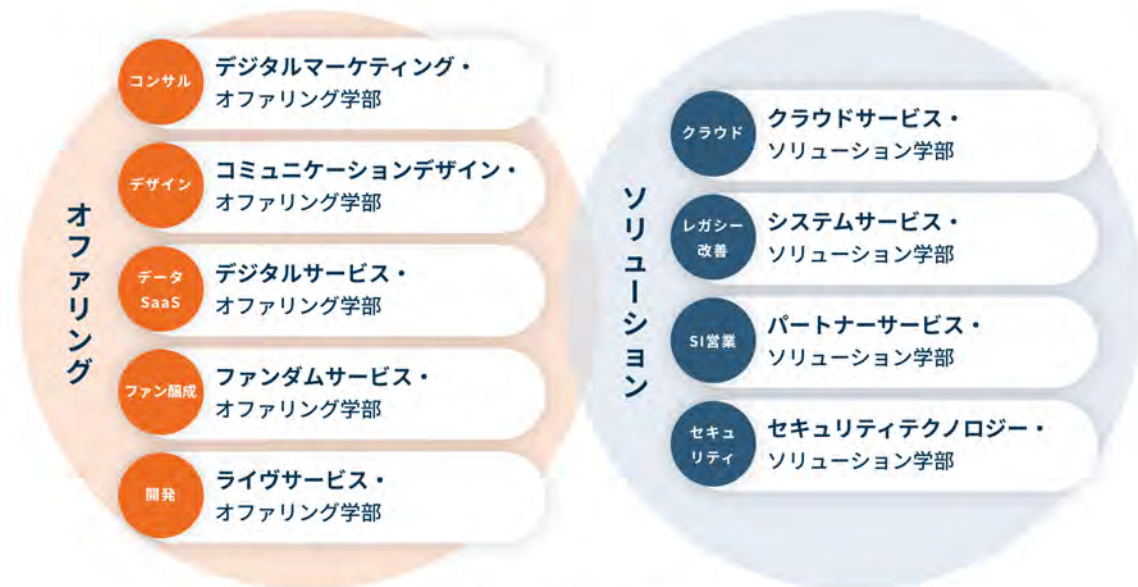 オファリング
コンサル
デジタルマーケティング・
オファリング学部
デザイン
コミュニケーションデザイン・
オファリング学部
データ
SaaS
デジタルサービス・
オファリング学部
ファン醸成
ファンダムサービス・
オファリング学部
開発
ライヴサービス・
オファリング学部
ソリューション
クラウド
クラウドサービス・
ソリューション学部
レガシー
改善
システムサービス・
ソリューション学部
SI営業
パートナーサービス・
ソリューション学部
セキュ
リティ
セキュリティテクノロジー・
ソリューション学部